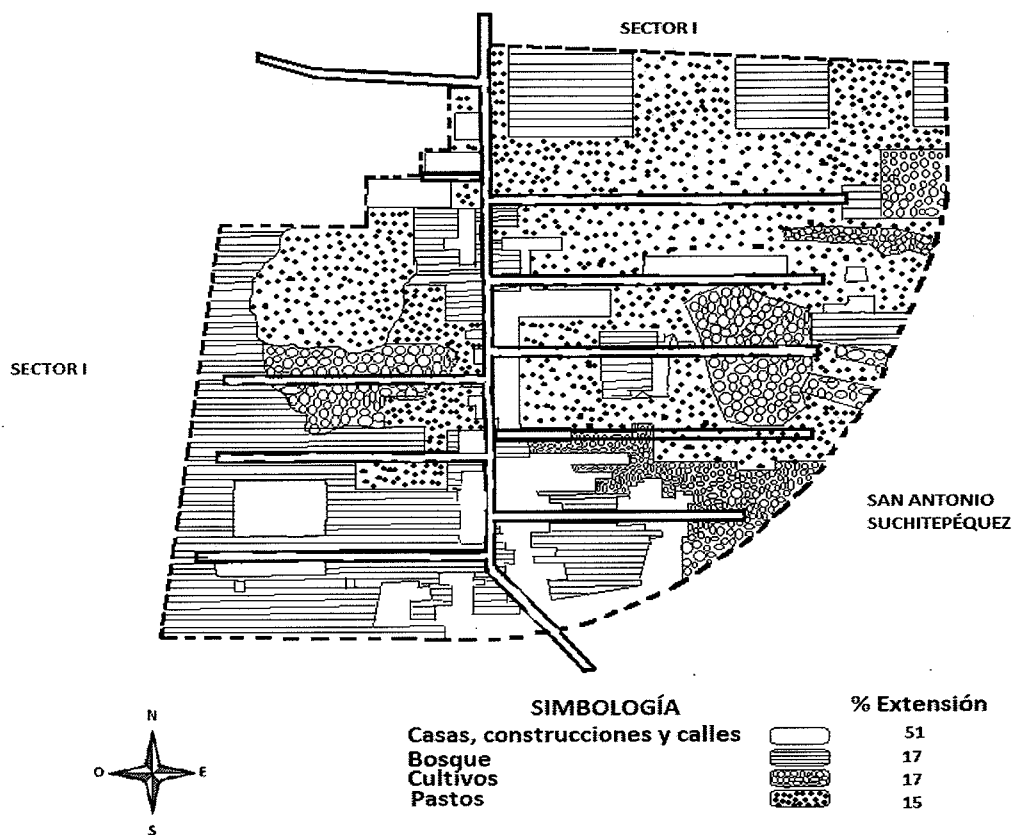 SECTOR I
SECTOR I
SAN ANTONIO
SUCHITEPÉQUEZ
SIMBOLOGÍA % Extensión
Casas, construcciones y calles 51
Bosque 17
Cultivos 17
Pastos 15
N
O E
S